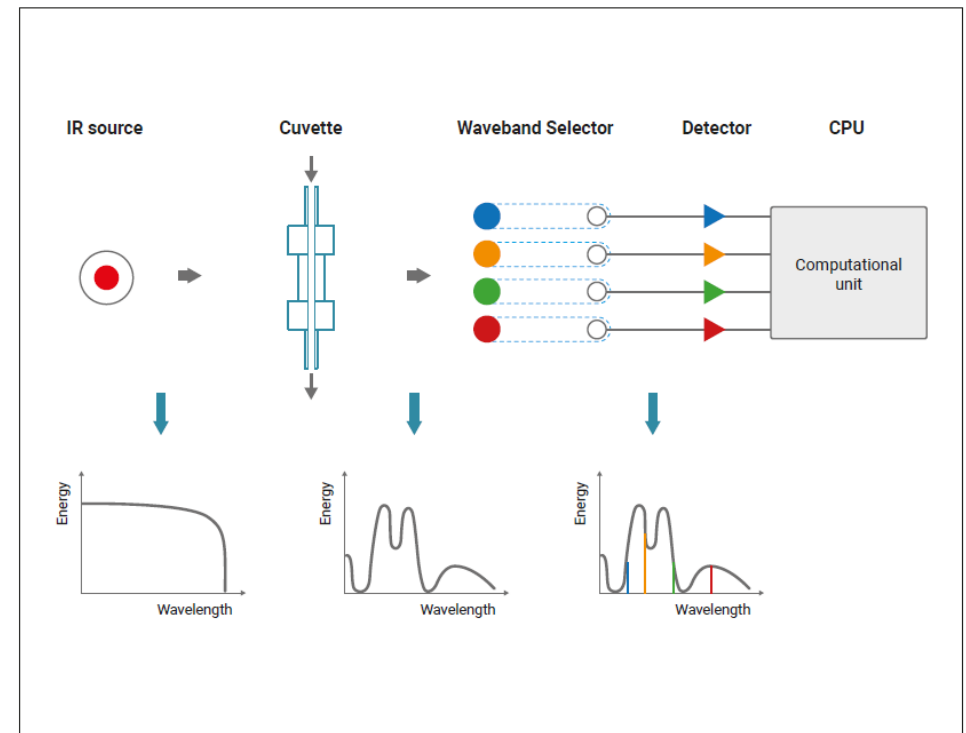 IR source
Cuvette
Waveband Selector
Detector
CPU
Computational
unit
Energy
Wavelength
Energy
Wavelength
Energy
Wavelength